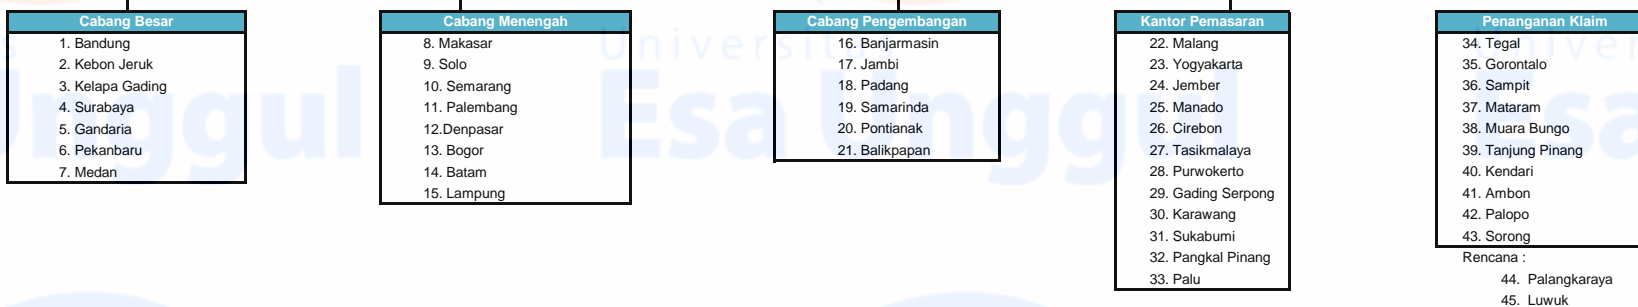 Cabang Besar
1. Bandung
2. Kebon Jeruk
3. Kelapa Gading
4. Surabaya
5. Gandaria
6. Pekanbaru
7. Medan
Cabang Menengah
8. Makasar
9. Solo
10. Semarang
11. Palembang
12.Denpasar
13. Bogor
14. Batam
15. Lampung
Cabang Pengembangan
16. Banjarmasin
17. Jambi
18. Padang
19. Samarinda
20. Pontianak
21. Balikpapan
Kantor Pemasaran
22. Malang
23. Yogyakarta
24. Jember
25. Manado
26. Cirebon
27. Tasikmalaya
28. Purwokerto
29. Gading Serpong
30. Karawang
31. Sukabumi
32. Pangkal Pinang
33. Palu
Penanganan Klaim
34. Tegal
35. Gorontalo
36. Sampit
37. Mataram
38. Muara Bungo
39. Tanjung Pinang
40. Kendari
41. Ambon
42. Palopo
43. Sorong
Rencana :
44. Palangkaraya
45. Luwuk
Esa Unggul